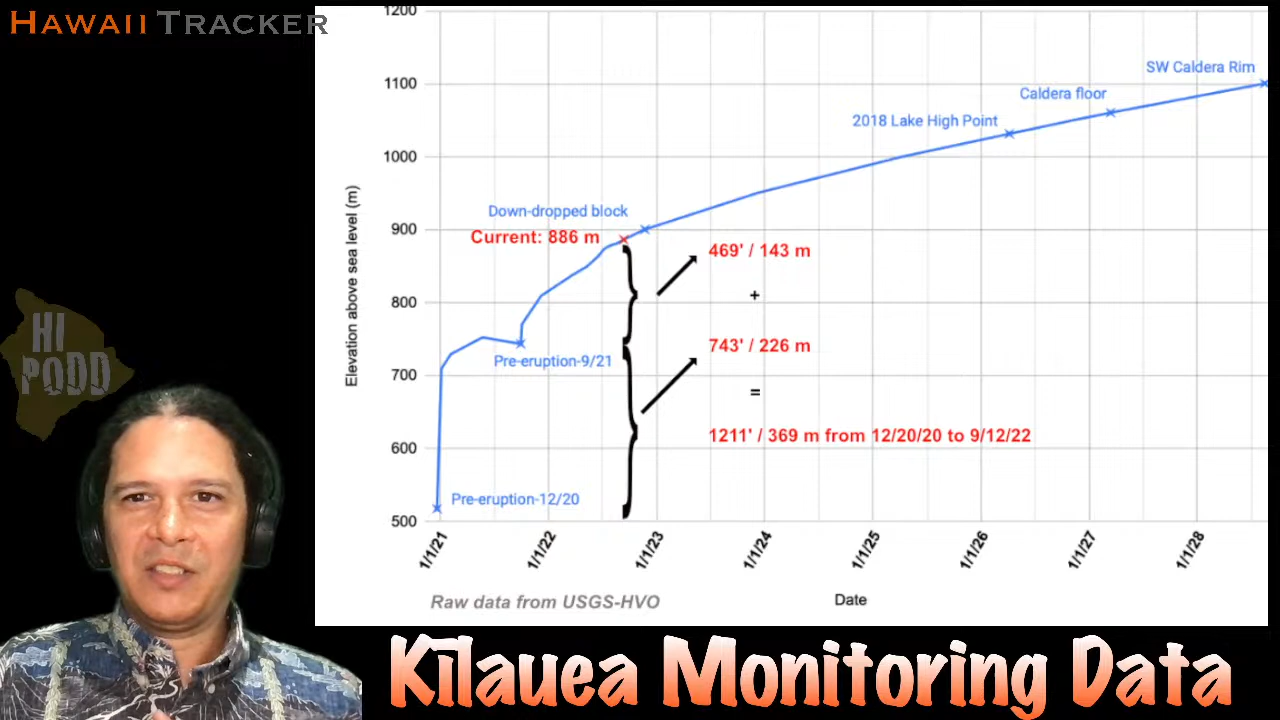 HAWAII TRACKER
1200
1100
1000
900
800
700
600
500
Elevation above sea level (m)
SW Caldera Rim
Caldera floor
2018 Lake High Point
Down-dropped block
Current: 886 m
469' / 143 m
+
743' / 226 m
Pre-eruption-9/21
=
1211' / 369 m from 12/20/20 to 9/12/22
Pre-eruption-12/20
1/1/21
1/1/22
1/1/23
1/1/24
1/1/25
1/1/26
1/1/27
1/1/28
Date
Raw data from USGS-HVO
HI
PODD
Kīlauea Monitoring Data